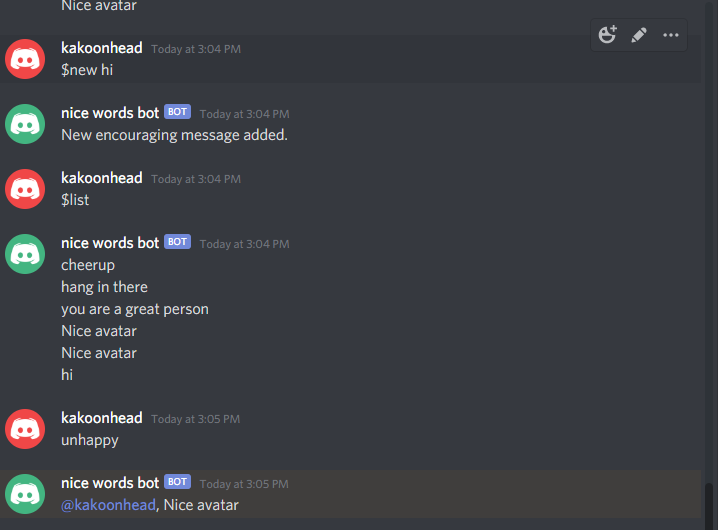 Nice avatar
kakoonhead Today at 3:04 PM
$new hi
nice words bot BOT Today at 3:04 PM
New encouraging message added.
kakoonhead Today at 3:04 PM
$list
nice words bot BOT Today at 3:04 PM
cheerup
hang in there
you are a great person
Nice avatar
Nice avatar
hi
kakoonhead Today at 3:05 PM
unhappy
nice words bot BOT Today at 3:05 PM
@kakoonhead, Nice avatar